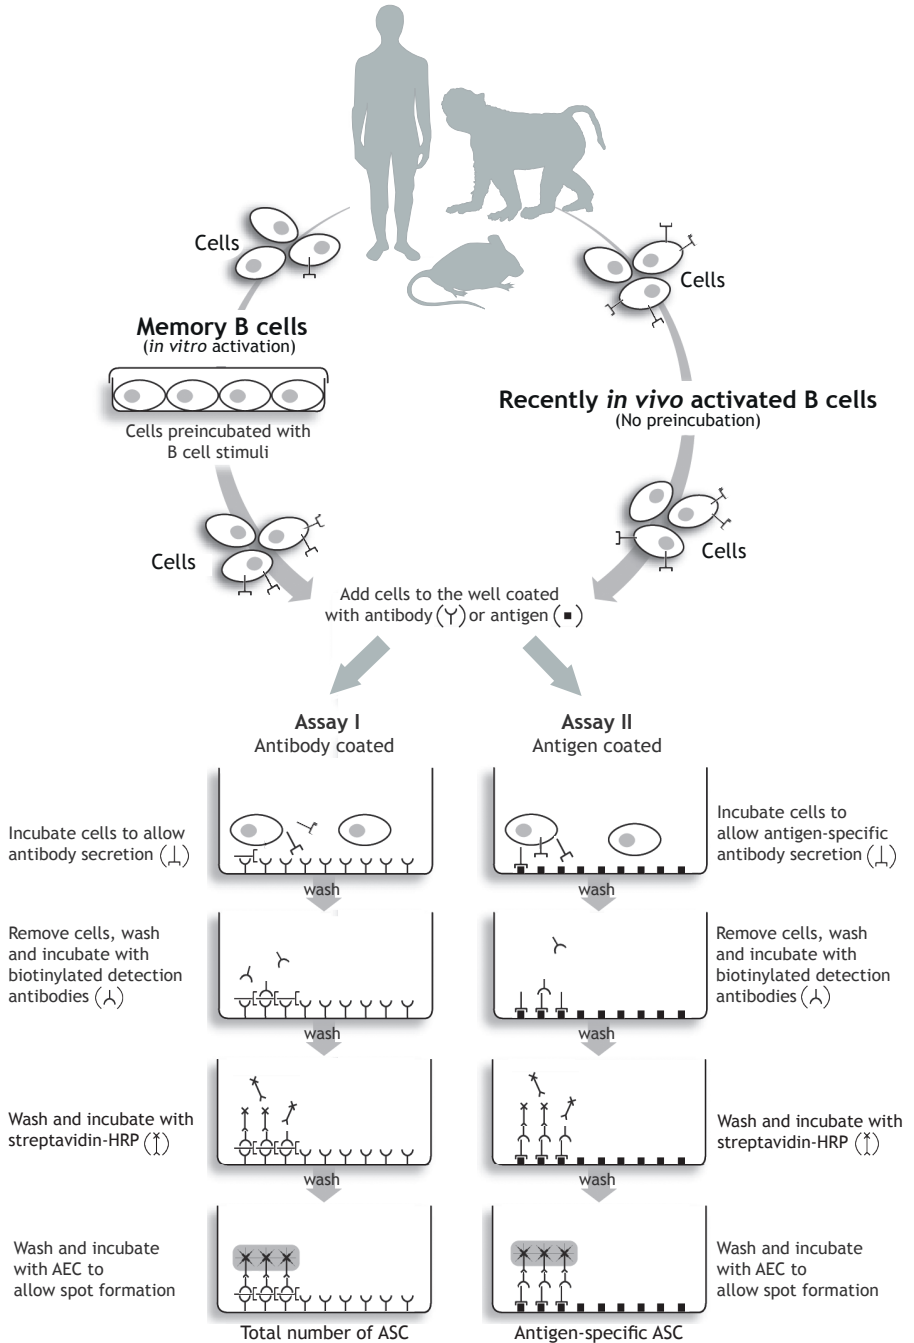 Cells
Cells
Memory B cells
(in vitro activation)
Cells preincubated with
B cell stimuli
Recently in vivo activated B cells
(No preincubation)
Cells
Cells
Add cells to the well coated
with antibody ( ) or antigen ( )
Assay I
Antibody coated
Assay II
Antigen coated
Incubate cells to allow
antibody secretion ( )
Incubate cells to
allow antigen-specific
antibody secretion ( )
wash
wash
Remove cells, wash
and incubate with
biotinylated detection
antibodies ( )
Remove cells, wash
and incubate with
biotinylated detection
antibodies ( )
wash
wash
Wash and incubate with
streptavidin-HRP ( )
Wash and incubate with
streptavidin-HRP ( )
wash
wash
Wash and incubate
with AEC to
allow spot formation
Wash and incubate
with AEC to
allow spot formation
Total number of ASC
Antigen-specific ASC